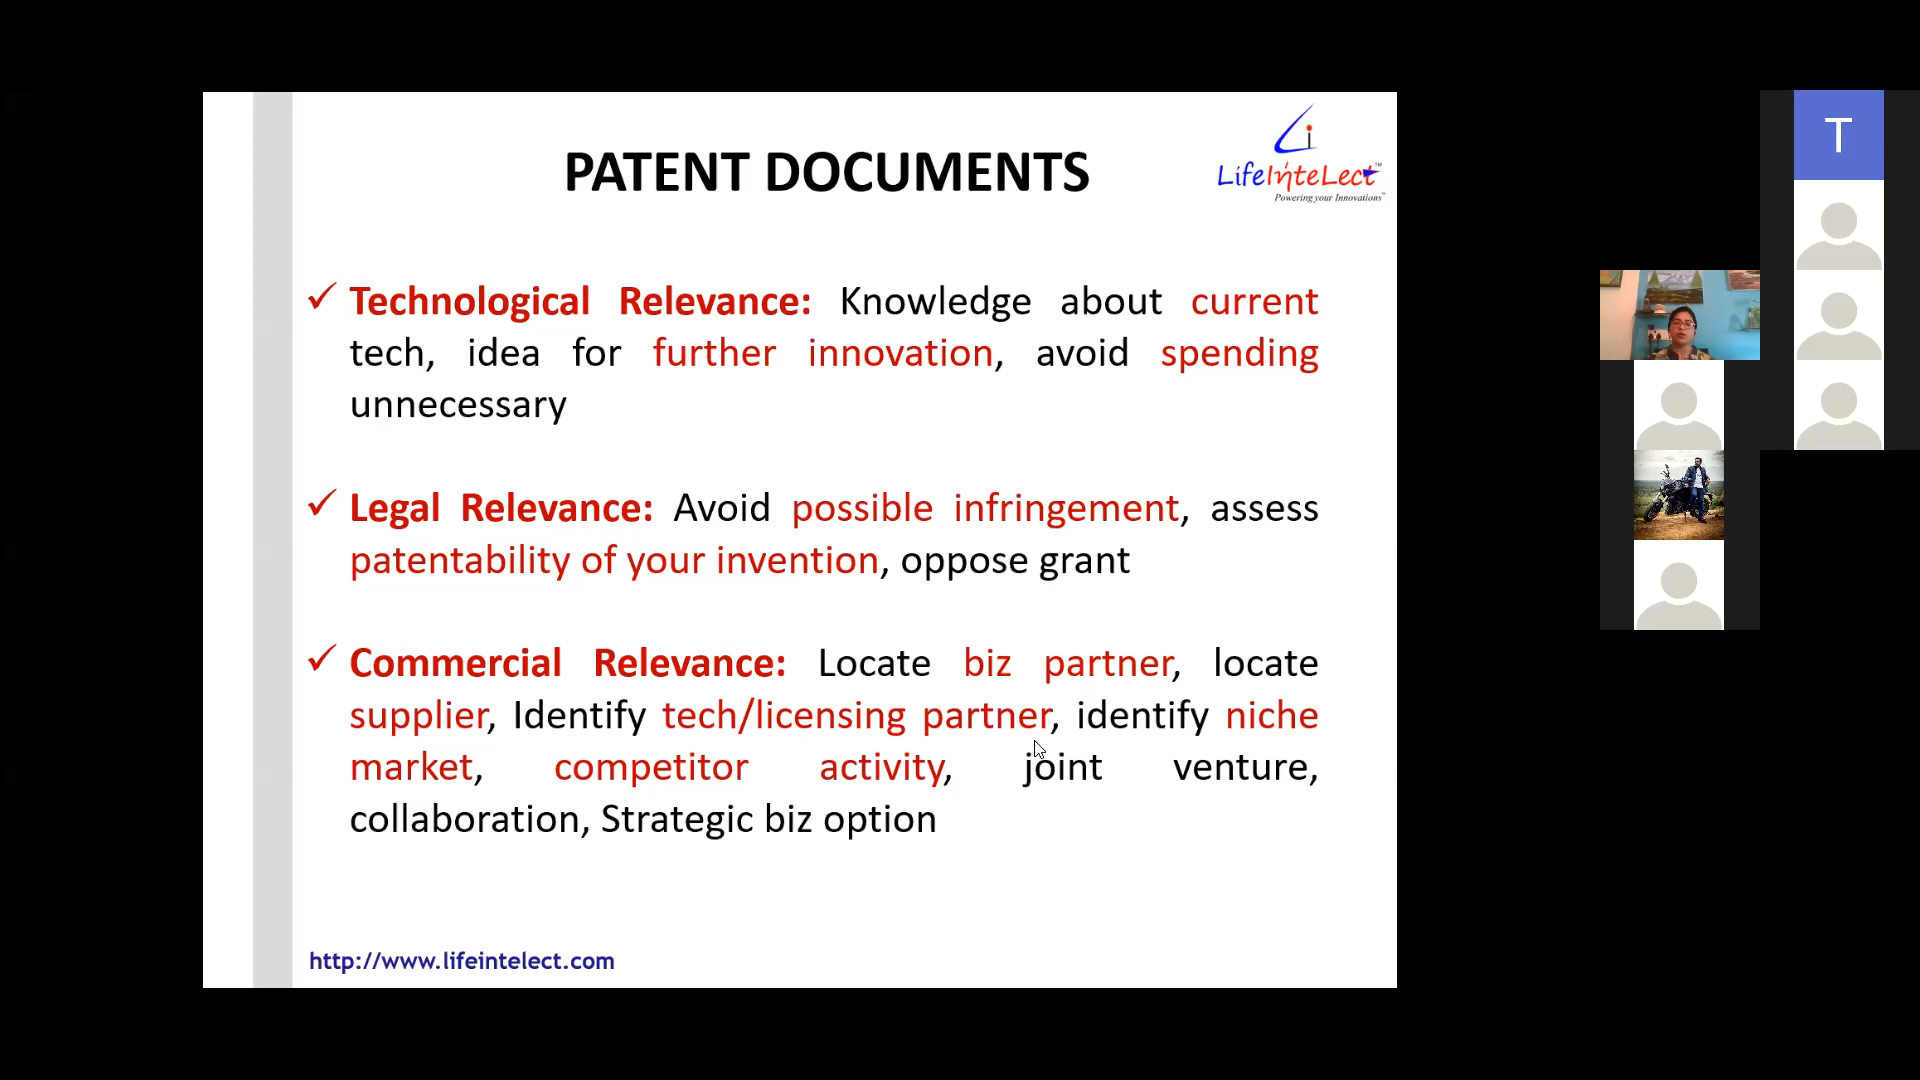 PATENT DOCUMENTS
LifeInteLect™
Powering your Innovations™
T
✓ Technological Relevance: Knowledge about current
tech, idea for further innovation, avoid spending
unnecessary
✓ Legal Relevance: Avoid possible infringement, assess
patentability of your invention, oppose grant
✓ Commercial Relevance: Locate biz partner, locate
supplier, Identify tech/licensing partner, identify niche
market, competitor activity, joint venture,
collaboration, Strategic biz option
http://www.lifeintelect.com